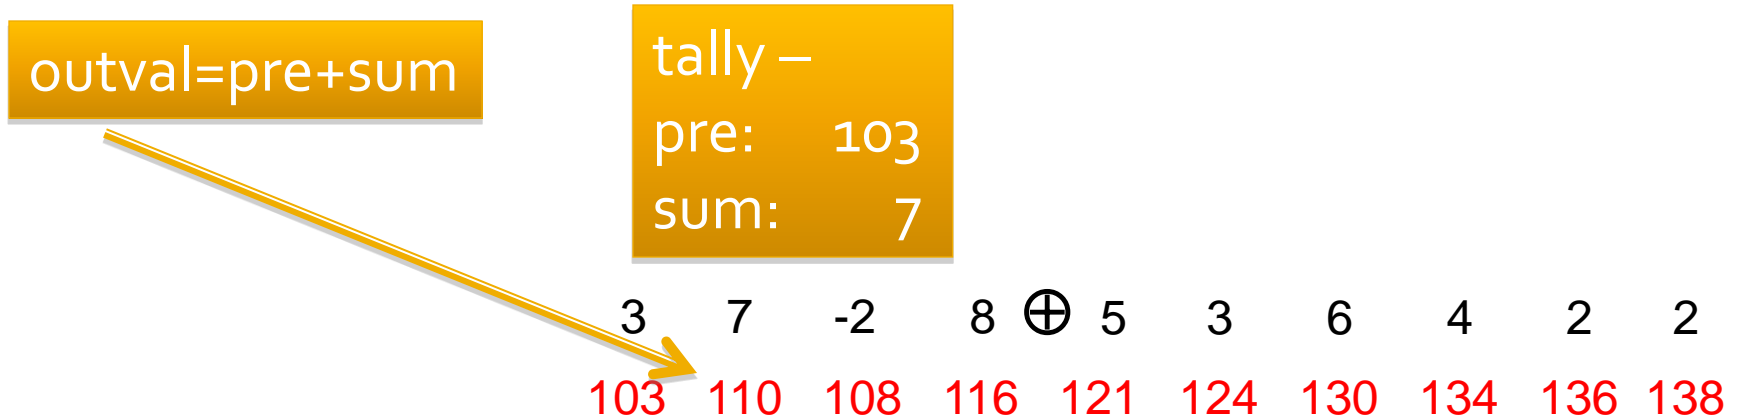 outval=pre+sum
tally –
pre: 103
sum: 7
3 7 -2 8 ⊕ 5 3 6 4 2 2
103 110 108 116 121 124 130 134 136 138